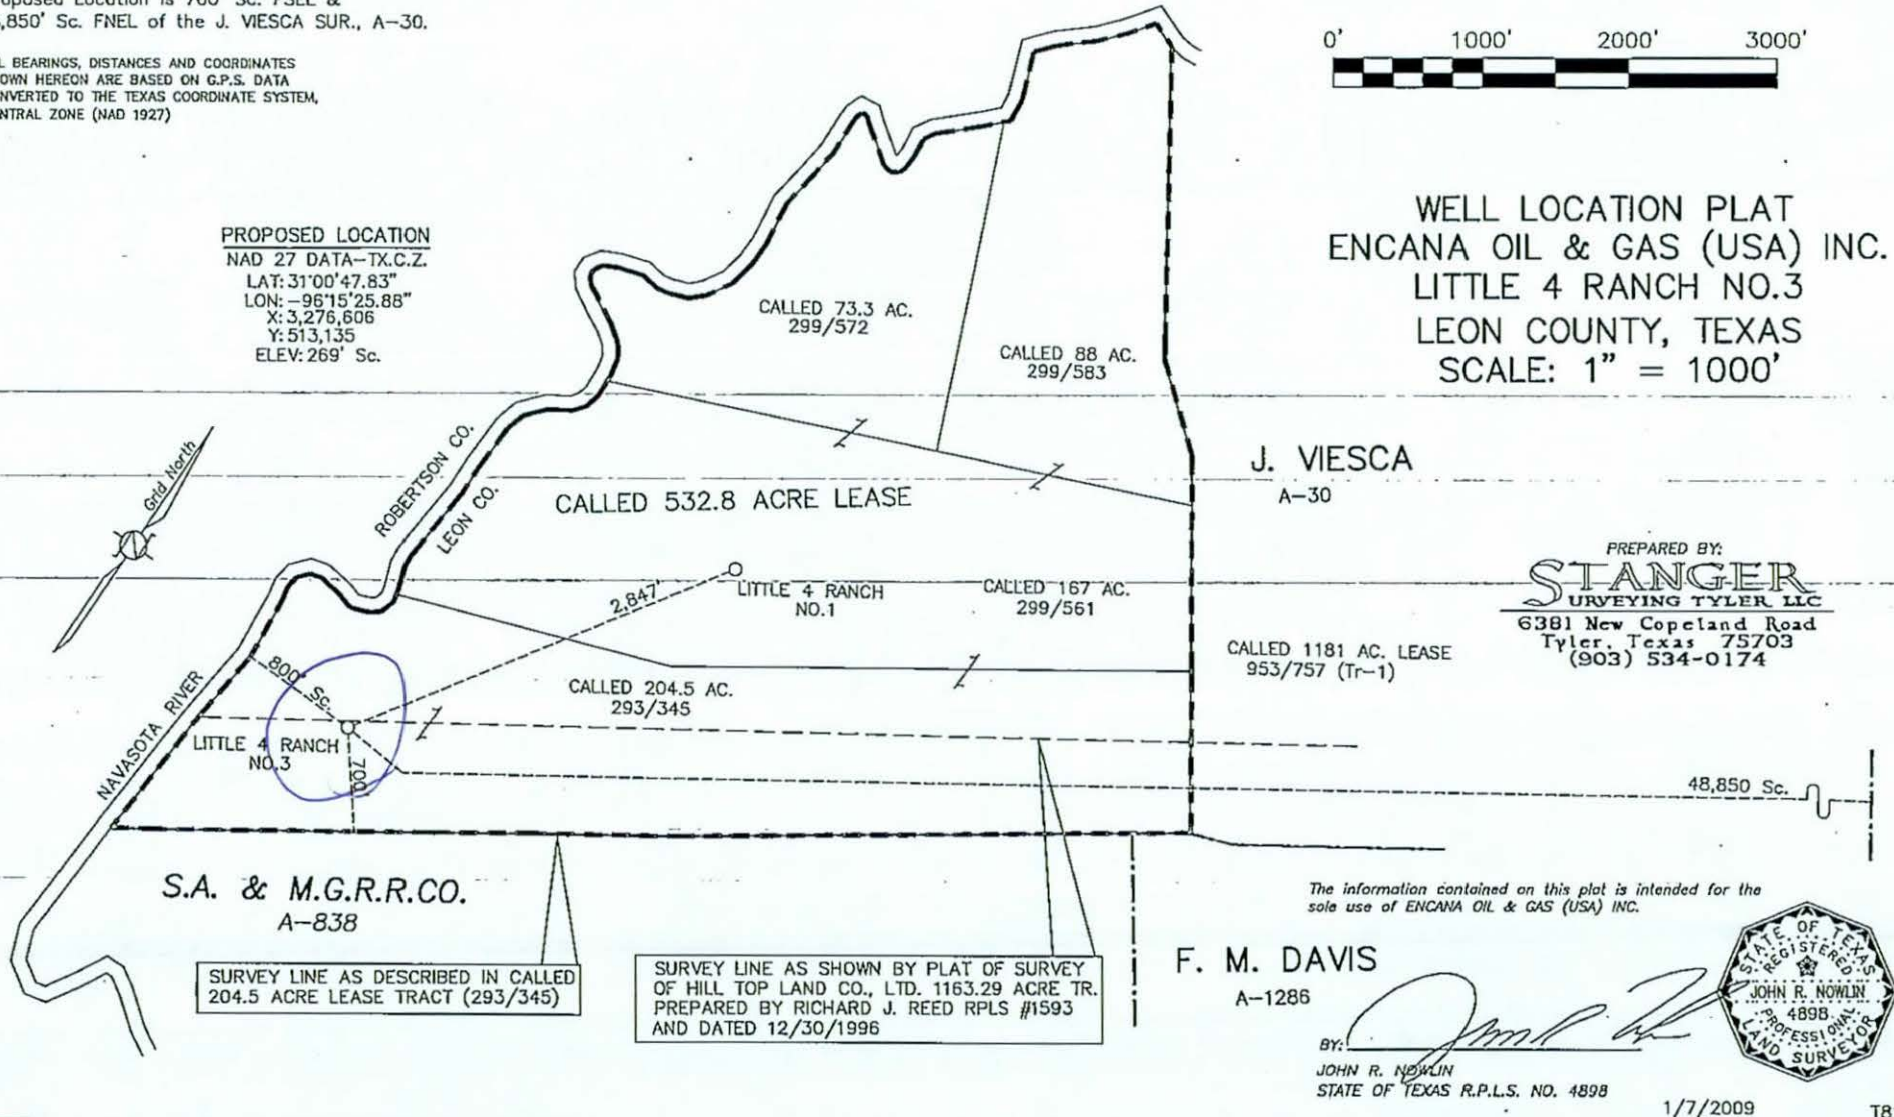 Location is 700' Sc. FSEL &
Sc. FNEL of the J. VIESCA SUR., A-30.
BEARINGS, DISTANCES AND COORDINATES
HEREON ARE BASED ON G.P.S. DATA
TO THE TEXAS COORDINATE SYSTEM,
ZONE (NAD 1927)
0' 1000' 2000' 3000'
WELL LOCATION PLAT
ENCANA OIL & GAS (USA) INC.
LITTLE 4 RANCH NO.3
LEON COUNTY, TEXAS
SCALE: 1" = 1000'
PROPOSED LOCATION
NAD 27 DATA-TX.C.Z.
LAT: 31°00'47.83"
LON: -96°15'25.88"
X: 3,276,606
Y: 513,135
ELEV: 269' Sc.
CALLED 73.3 AC.
299/572
CALLED 88 AC.
299/583
Grid North
ROBERTSON CO.
LEON CO.
CALLED 532.8 ACRE LEASE
J. VIESCA
A-30
PREPARED BY:
STANGER
URVEYING TYLER LLC
6381 New Copeland Road
Tyler, Texas 75703
(903) 534-0174
2,847'
LITTLE 4 RANCH
NO.1
CALLED 167 AC.
299/561
CALLED 1181 AC. LEASE
953/757 (Tr-1)
800' Sc.
CALLED 204.5 AC.
293/345
NAVASOTA RIVER
LITTLE 4 RANCH
NO.3
700'
48,850 Sc.
S.A. & M.G.R.R.CO.
A-838
SURVEY LINE AS DESCRIBED IN CALLED
204.5 ACRE LEASE TRACT (293/345)
SURVEY LINE AS SHOWN BY PLAT OF SURVEY
OF HILL TOP LAND CO., LTD. 1163.29 ACRE TR.
PREPARED BY RICHARD J. REED RPLS #1593
AND DATED 12/30/1996
F. M. DAVIS
A-1286
The information contained on this plat is intended for the
sole use of ENCANA OIL & GAS (USA) INC.
STATE OF TEXAS
REGISTERED
JOHN R. NOWLIN
4898
PROFESSIONAL
LAND SURVEYOR
BY:
JOHN R. NOWLIN
STATE OF TEXAS R.P.L.S. NO. 4898
1/7/2009
T8